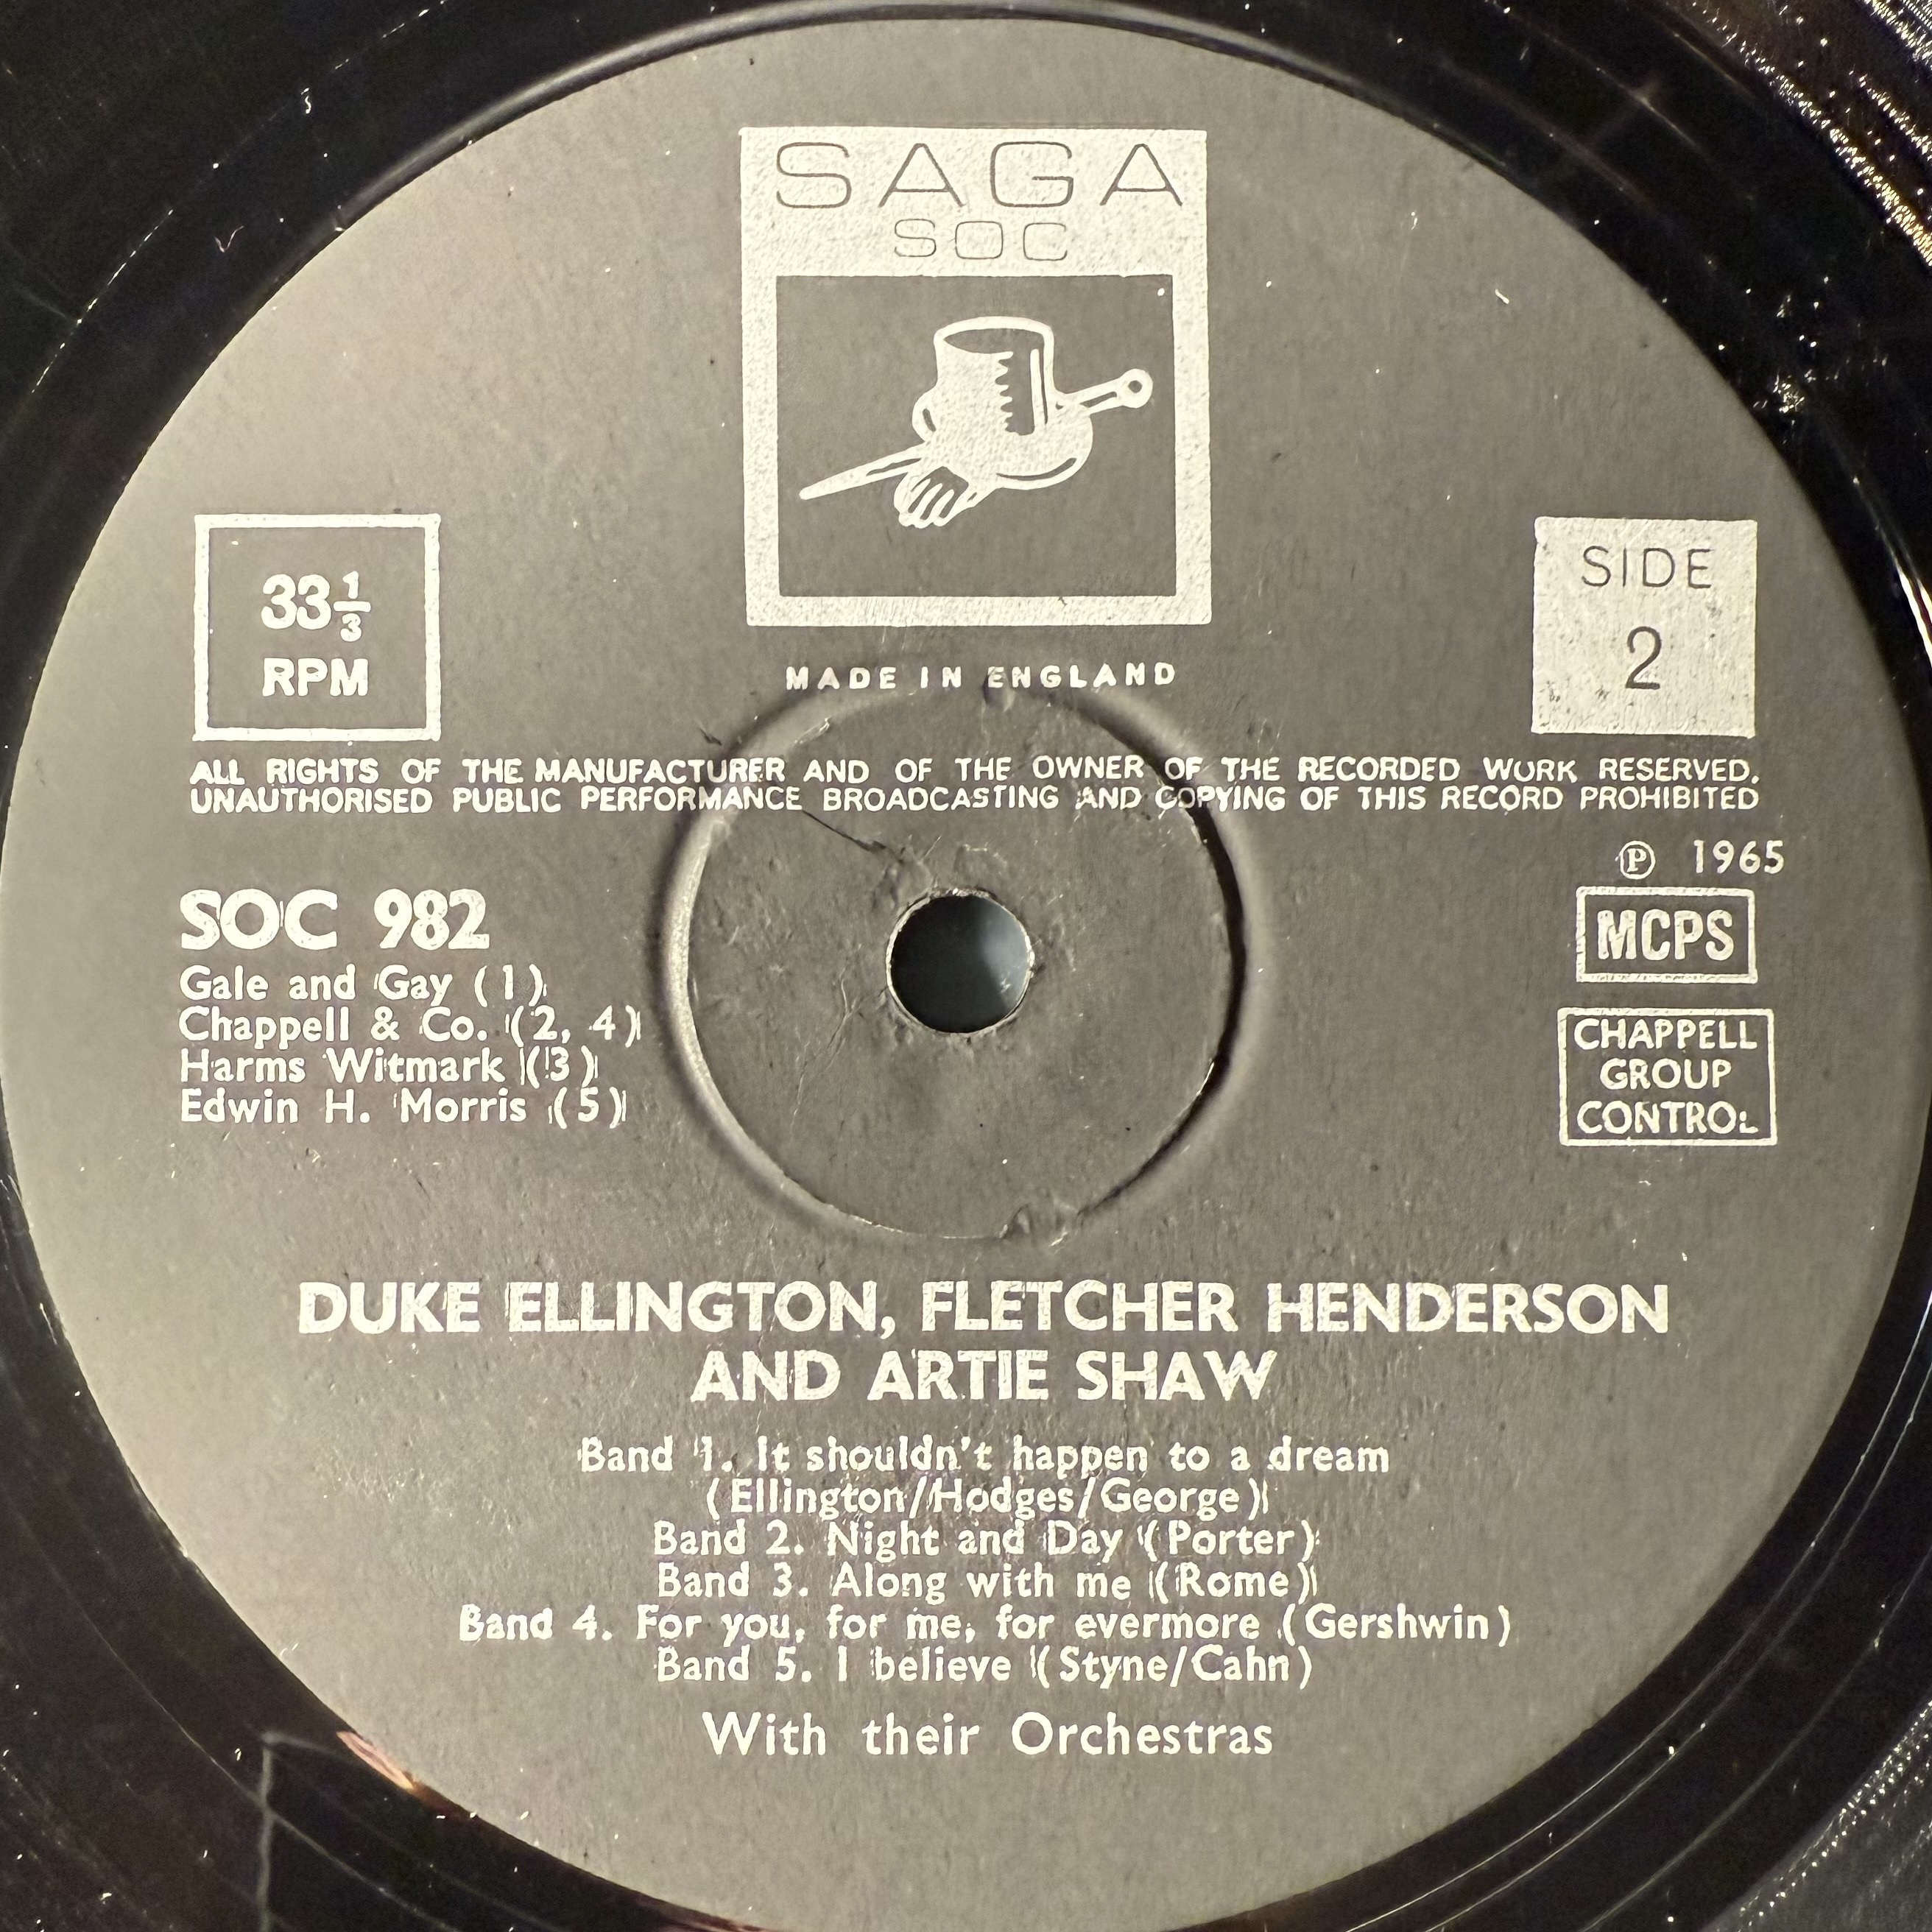 SAGA
SOC
33⅓
RPM
SIDE
2
MADE IN ENGLAND
ALL RIGHTS OF THE MANUFACTURER AND OF THE OWNER OF THE RECORDED WORK RESERVED.
UNAUTHORISED PUBLIC PERFORMANCE BROADCASTING AND COPYING OF THIS RECORD PROHIBITED
℗ 1965
SOC 982
MCPS
Gale and Gay (1)
Chappell & Co. (2, 4)
Harms Witmark (3)
Edwin H. Morris (5)
CHAPPELL
GROUP
CONTROL
DUKE ELLINGTON, FLETCHER HENDERSON
AND ARTIE SHAW
Band 1. It shouldn't happen to a dream
(Ellington/Hodges/George)
Band 2. Night and Day (Porter)
Band 3. Along with me (Rome)
Band 4. For you, for me, for evermore (Gershwin)
Band 5. I believe (Styne/Cahn)
With their Orchestras